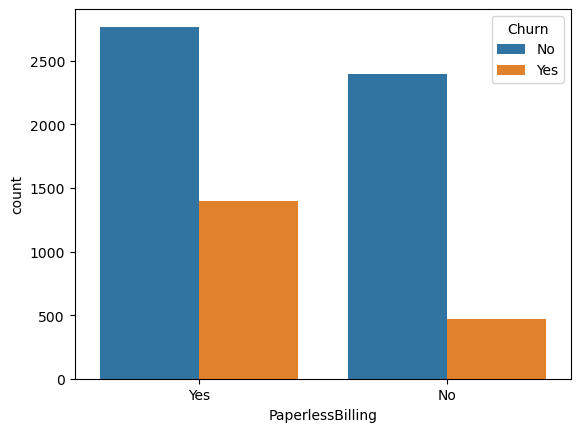 Churn
No
Yes
2500
2000
1500
1000
500
0
count
Yes No
PaperlessBilling